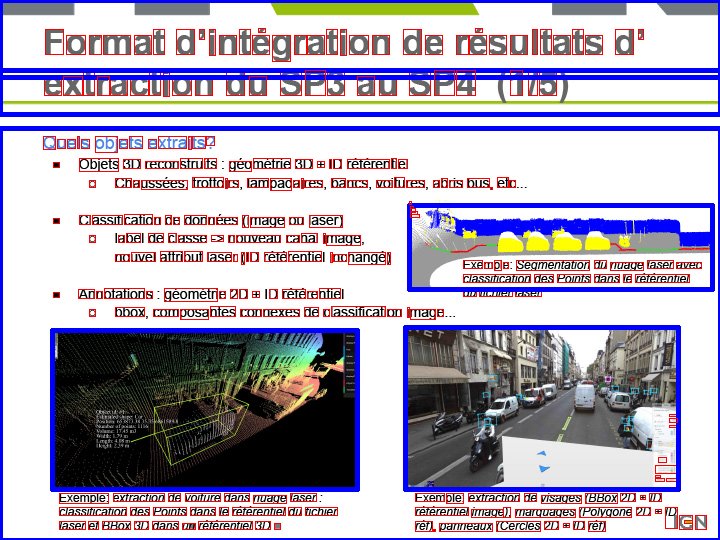 Format d’intégration de résultats d’
extraction du SP3 au SP4 (1/5)
Quels objets extraits?
Objets 3D reconstruits : géométrie 3D + ID référentiel
Chaussées, trottoirs, lampadaires, bancs, voitures, abris bus, etc...
Classification de données (image ou laser)
label de classe -> nouveau canal image,
nouvel attribut laser (ID référentiel inchangé)
Exemple: Segmentation du nuage laser avec
classification des Points dans le référentiel
du fichier laser
Annotations : géométrie 2D + ID référentiel
bbox, composantes connexes de classification image...
Exemple: extraction de voiture dans nuage laser :
classification des Points dans le référentiel du fichier
laser et BBox 3D dans un référentiel 3D
Exemple: extraction de visages (BBox 2D + ID
référentiel image), marquages (Polygone 2D + ID
réf), panneaux (Cercles 2D + ID réf)
IGN